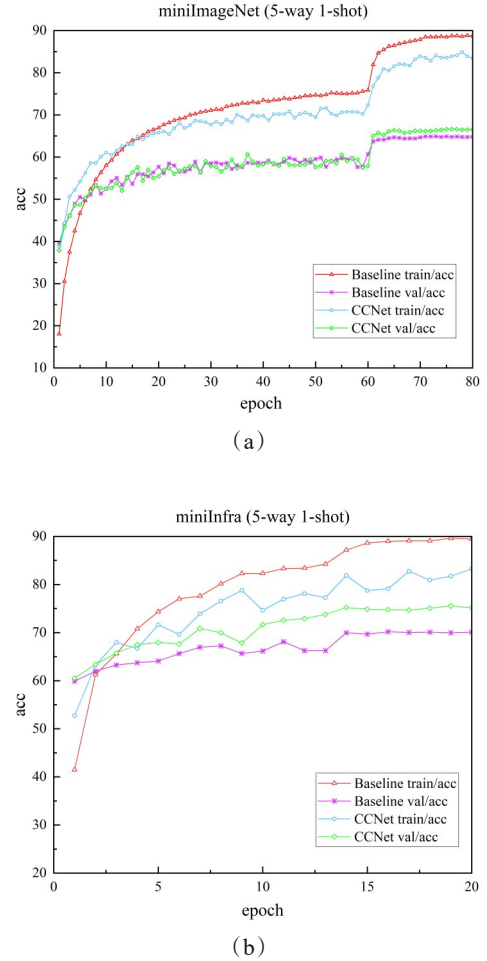 miniImageNet (5-way 1-shot)
90
80
70
60
50
40
30
20
10
acc
Baseline train/acc
Baseline val/acc
CCNet train/acc
CCNet val/acc
0 10 20 30 40 50 60 70 80
epoch
(a)
miniInfra (5-way 1-shot)
90
80
70
60
50
40
30
20
acc
Baseline train/acc
Baseline val/acc
CCNet train/acc
CCNet val/acc
0 5 10 15 20
epoch
(b)